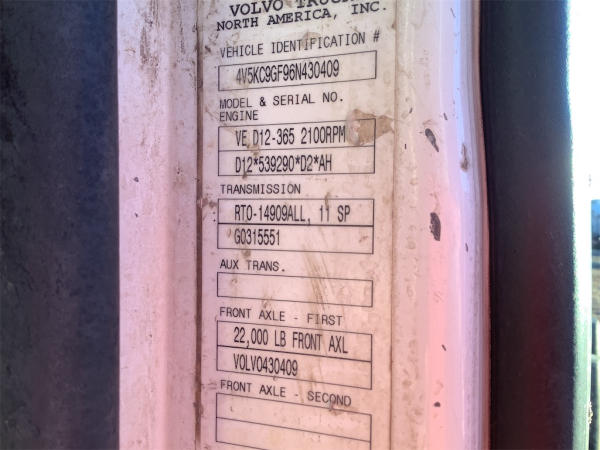 VOLVO TRUCK
NORTH AMERICA, INC.
VEHICLE IDENTIFICATION #
4V5KC9GF96N430409
MODEL & SERIAL NO.
ENGINE
VE D12-365 2100RPM
D12*539290*D2*AH
TRANSMISSION
RTO-14909ALL, 11 SP
G0315551
AUX TRANS.
FRONT AXLE - FIRST
22,000 LB FRONT AXL
VOLVO430409
FRONT AXLE - SECOND